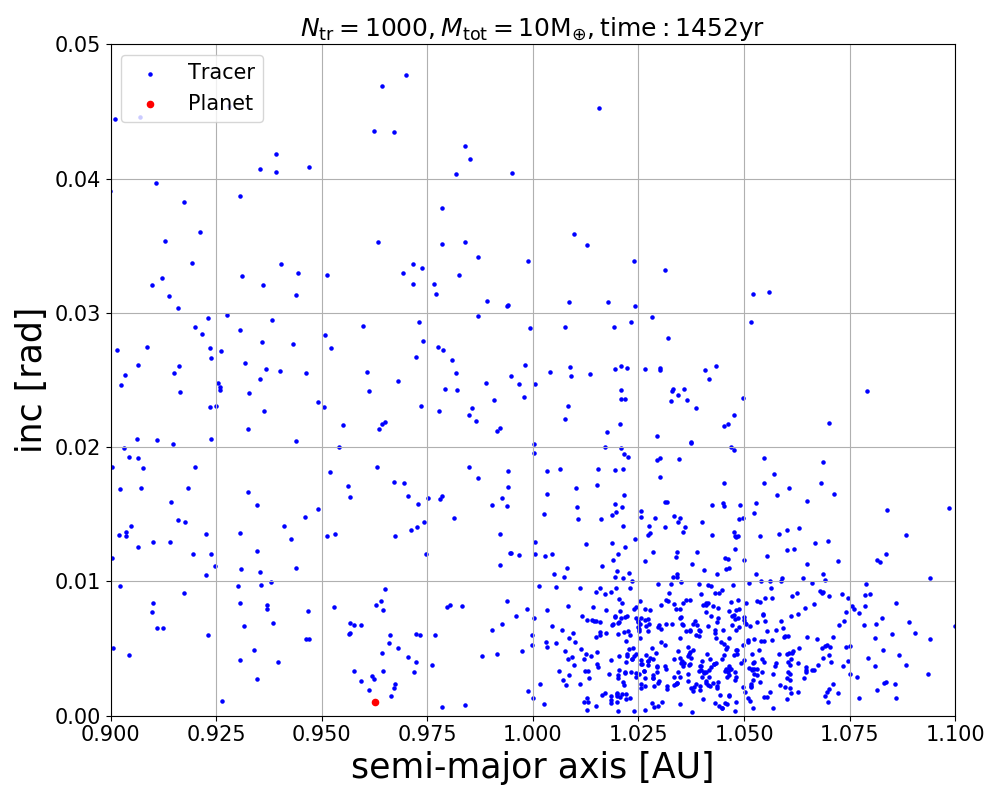 N_tr = 1000, M_tot = 10M_⊕, time : 1452yr
0.05
Tracer
Planet
0.04
0.03
0.02
0.01
0.00
inc [rad]
0.900 0.925 0.950 0.975 1.000 1.025 1.050 1.075 1.100
semi-major axis [AU]